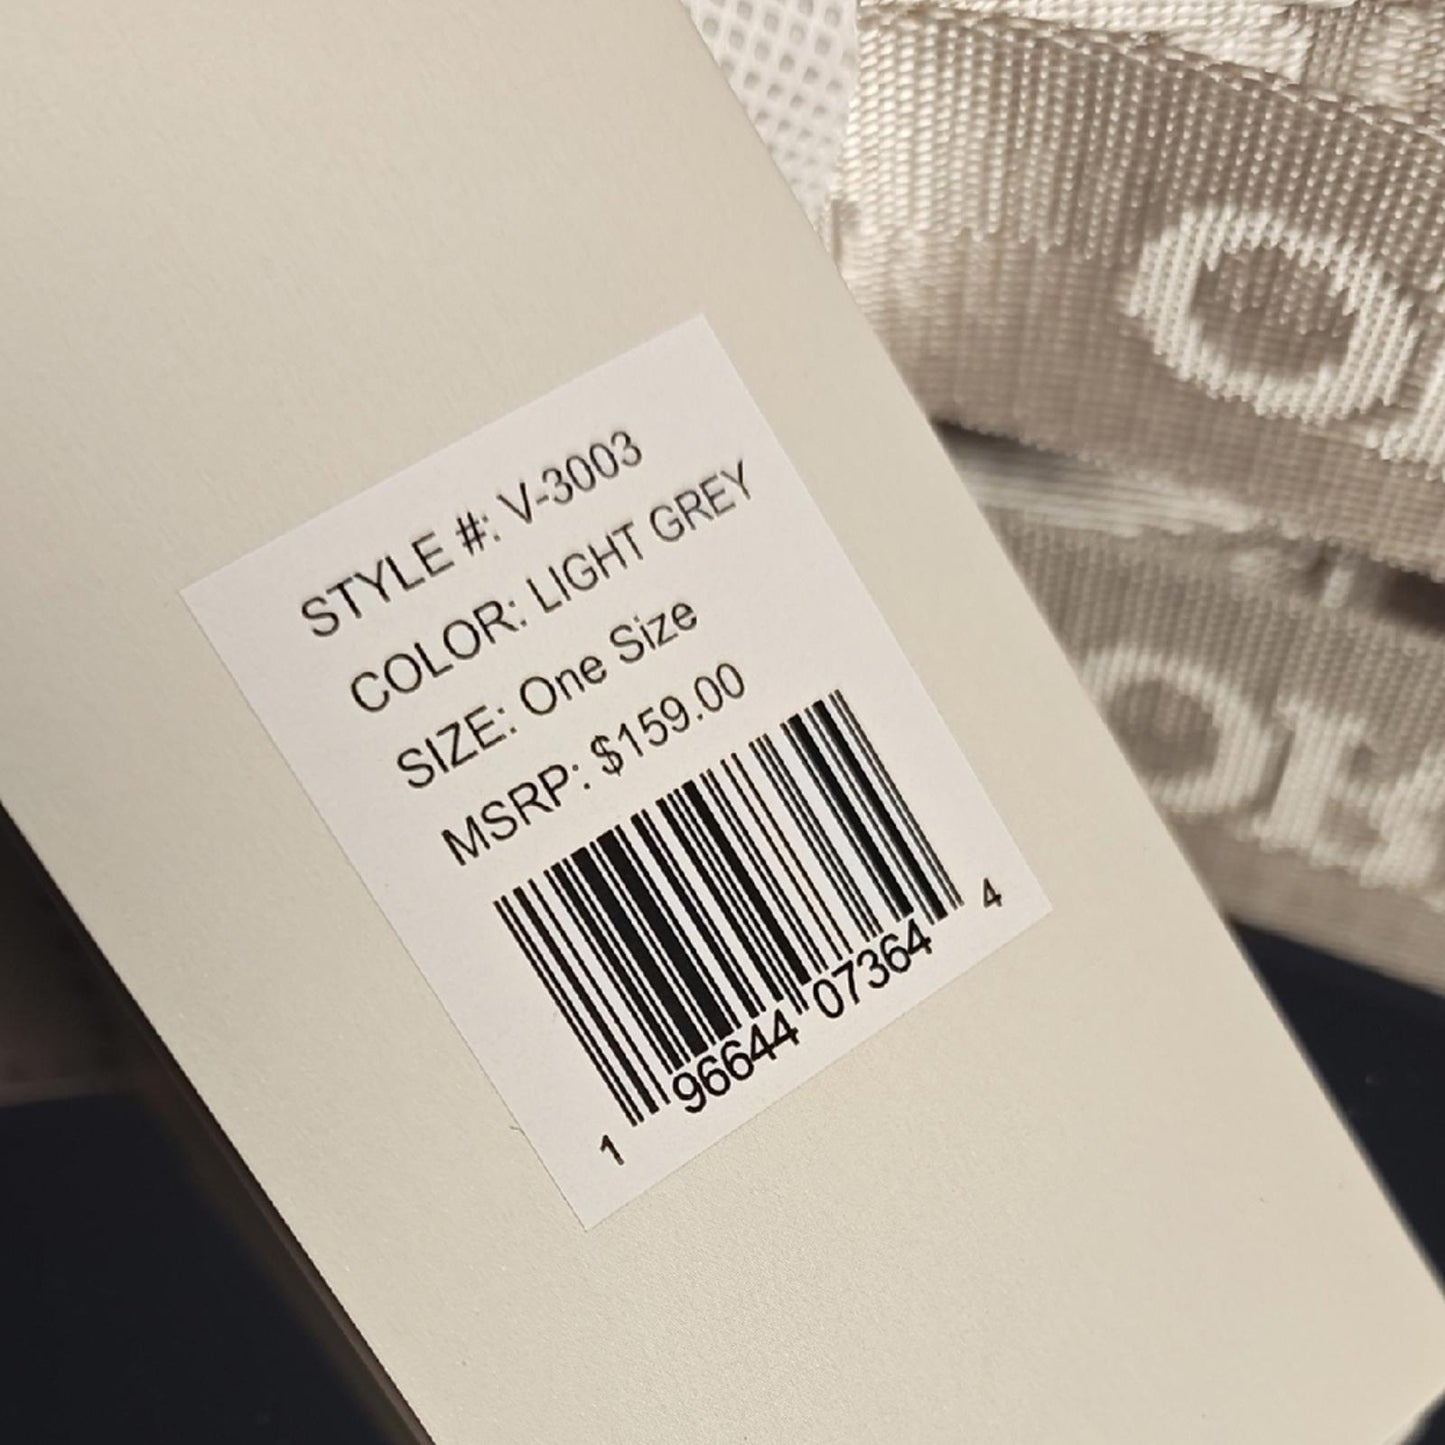 STYLE #: V-3003
COLOR: LIGHT GREY
SIZE: One Size
MSRP: $159.00
1 96644 07364 4